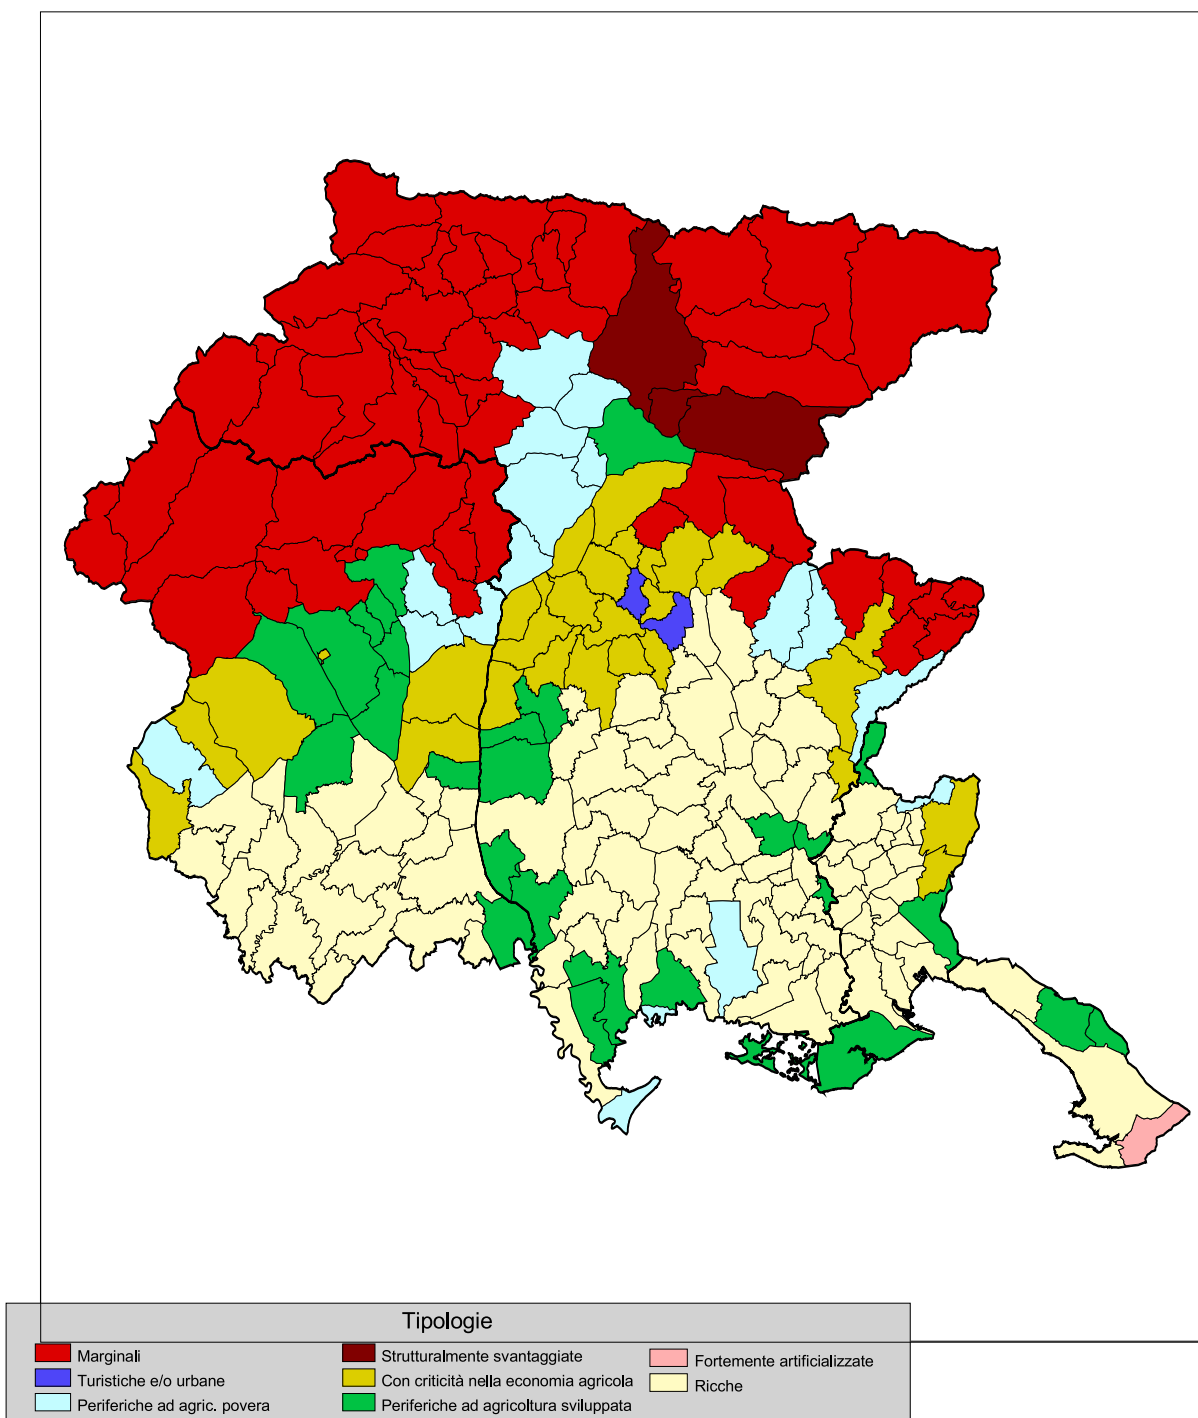 Tipologie
Marginali
Turistiche e/o urbane
Periferiche ad agric. povera
Strutturalmente svantaggiate
Con criticità nella economia agricola
Periferiche ad agricoltura sviluppata
Fortemente artificializzate
Ricche